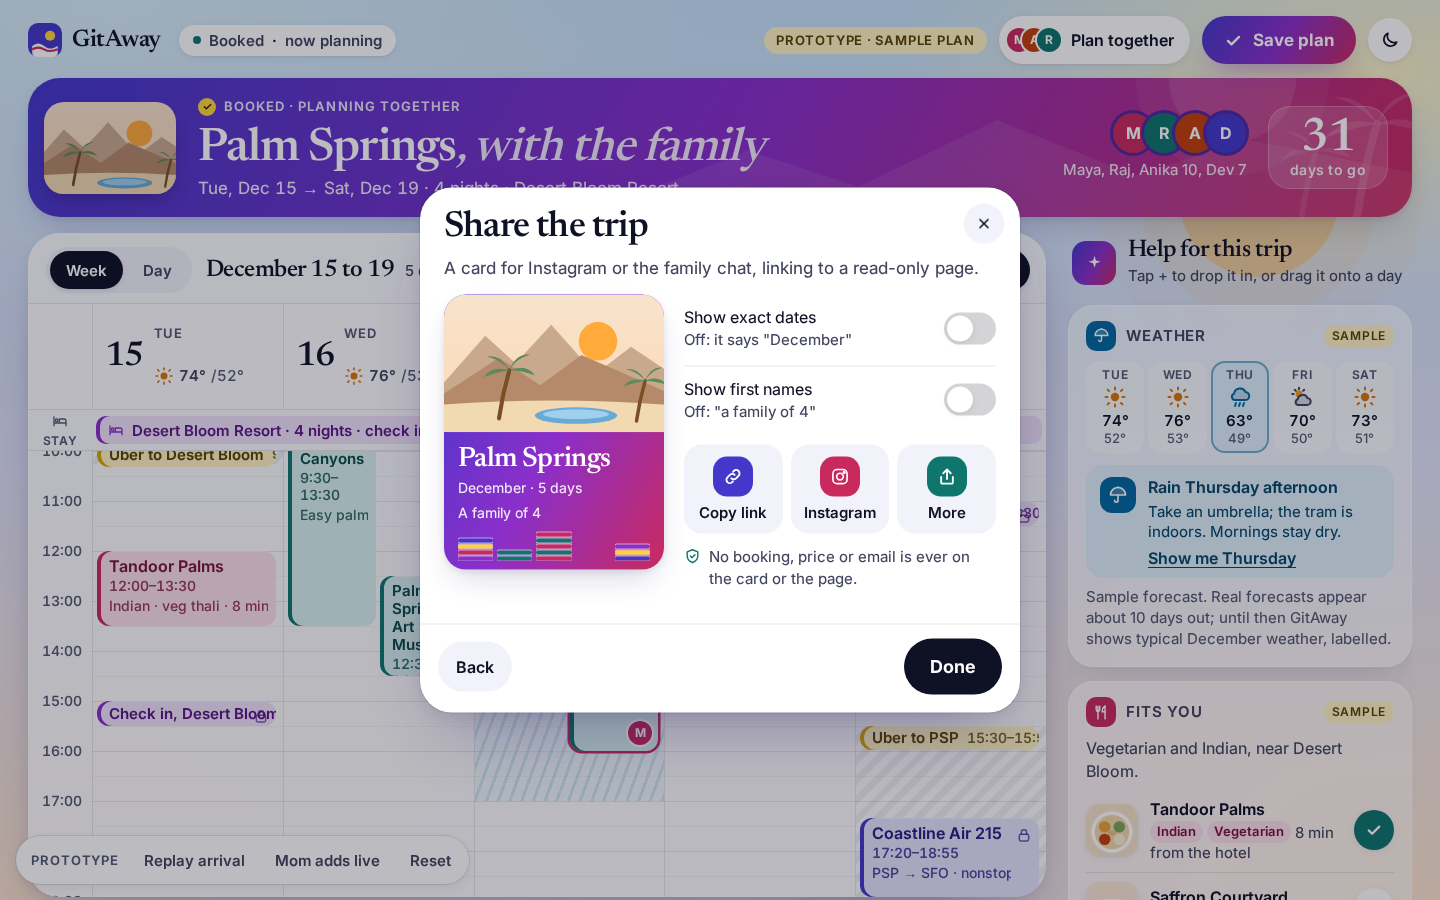 GitAway
Booked · now planning
PROTOTYPE · SAMPLE PLAN
M A R
Plan together
Save plan
BOOKED · PLANNING TOGETHER
Palm Springs, with the family
Tue, Dec 15 → Sat, Dec 19 · 4 nights · Desert Bloom Resort
M R A D
Maya, Raj, Anika 10, Dev 7
31
days to go
Week
Day
December 15 to 19
15
TUE
74° /52°
16
WED
76°
STAY
Desert Bloom Resort · 4 nights · check
10:00
11:00
12:00
13:00
14:00
15:00
16:00
17:00
Uber to Desert Bloom
Tandoor Palms
12:00–13:30
Indian · veg thali · 8 min
Check in, Desert Bloom
Canyons
9:30–
13:30
Easy palm
Art
M
Uber to PSP
Coastline Air 215
17:20–18:55
PSP → SFO · nonstop
Share the trip
A card for Instagram or the family chat, linking to a read-only page.
Palm Springs
December · 5 days
A family of 4
Show exact dates
Off: it says "December"
Show first names
Off: "a family of 4"
Copy link
Instagram
More
No booking, price or email is ever on
the card or the page.
Back
Done
Help for this trip
Tap + to drop it in, or drag it onto a day
WEATHER
SAMPLE
TUE
74°
52°
WED
76°
53°
THU
63°
49°
FRI
70°
50°
SAT
73°
51°
Rain Thursday afternoon
Take an umbrella; the tram is
indoors. Mornings stay dry.
Show me Thursday
Sample forecast. Real forecasts appear
about 10 days out; until then GitAway
shows typical December weather, labelled.
FITS YOU
SAMPLE
Vegetarian and Indian, near Desert
Bloom.
Tandoor Palms
Indian Vegetarian 8 min
from the hotel
Saffron Courtyard
PROTOTYPE
Replay arrival
Mom adds live
Reset